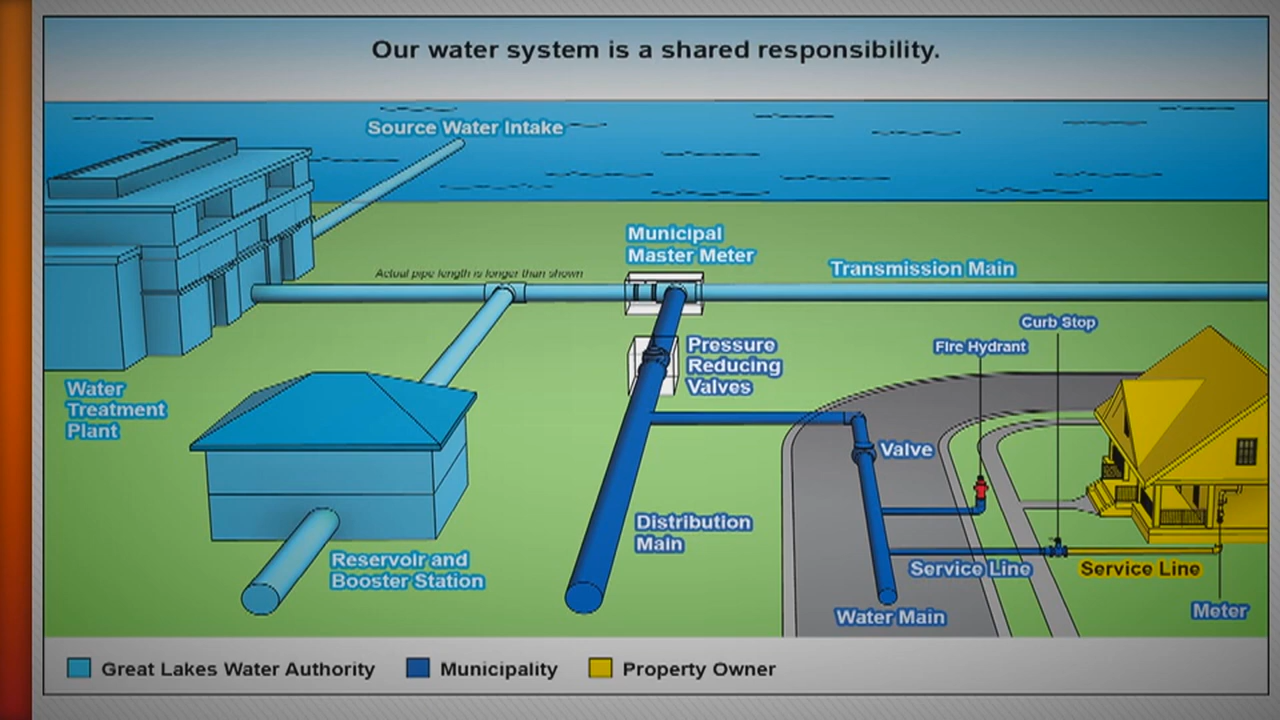 Our water system is a shared responsibility.
Source Water Intake
Municipal
Master Meter
Actual pipe length is longer than shown
Transmission Main
Curb Stop
Fire Hydrant
Pressure
Reducing
Valves
Water
Treatment
Plant
Valve
Distribution
Main
Reservoir and
Booster Station
Service Line
Service Line
Meter
Water Main
Great Lakes Water Authority
Municipality
Property Owner